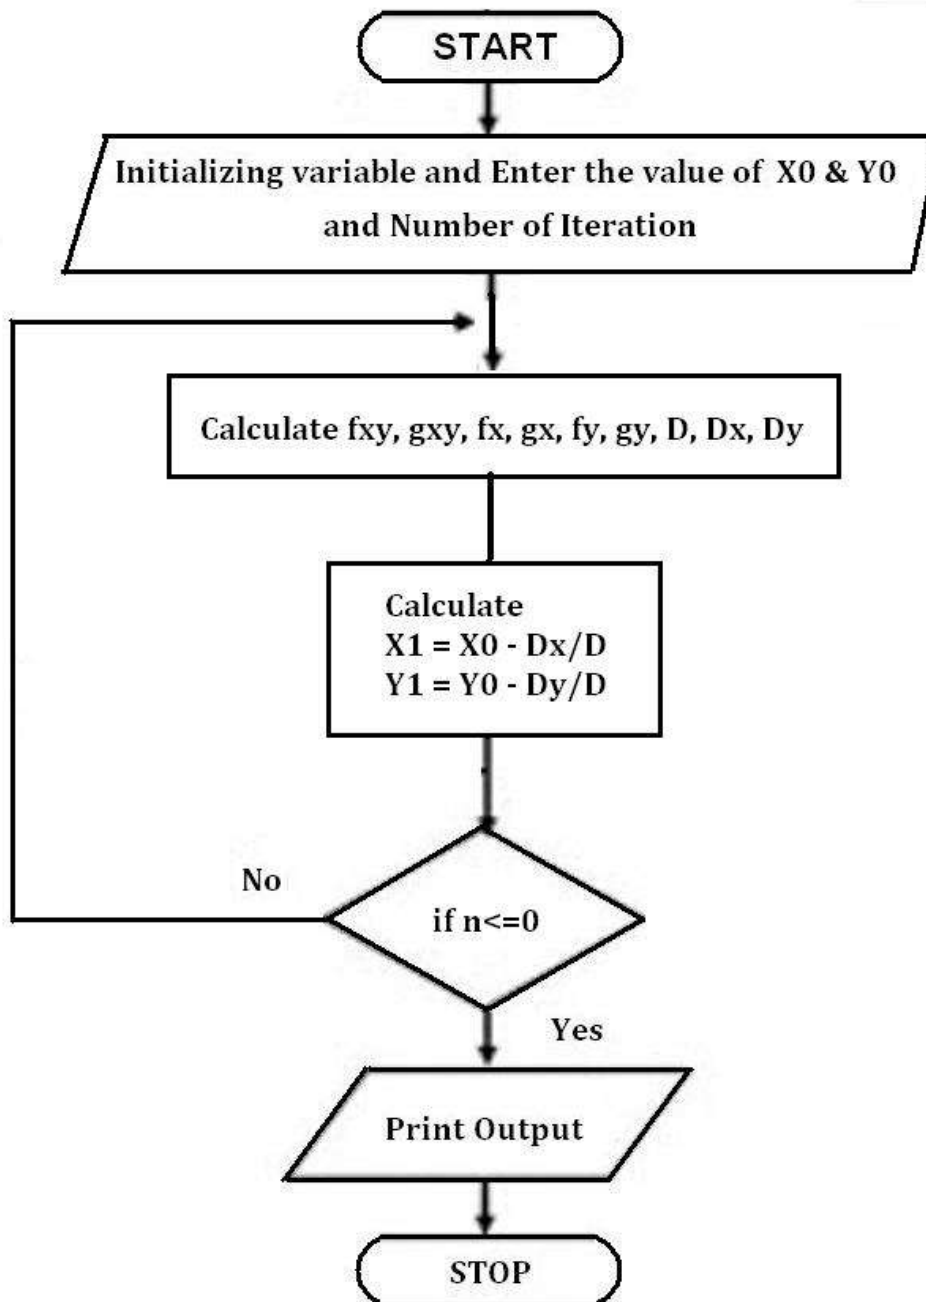 START
Initializing variable and Enter the value of X0 & Y0
and Number of Iteration
Calculate fxy, gxy, fx, gx, fy, gy, D, Dx, Dy
Calculate
X1 = X0 - Dx/D
Y1 = Y0 - Dy/D
No
if n<=0
Yes
Print Output
STOP